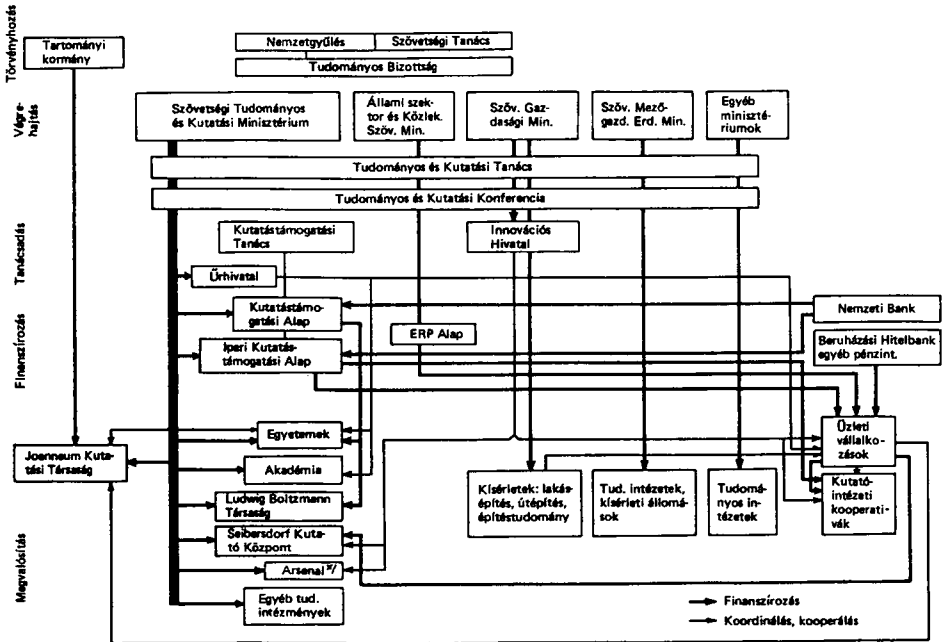 Törvényhozás
Tartományi
kormány
Nemzetgyűlés
Szövetségi Tanács
Tudományos Bizottság
Végre-
hajtás
Szövetségi Tudományos
és Kutatási Minisztérium
Állami szek-
tor és Közlek.
Szöv. Min.
Szöv. Gaz-
dasági Min.
Szöv. Mező-
gazd. Erd. Min.
Egyéb
miniszté-
riumok
Tudományos és Kutatási Tanács
Tudományos és Kutatási Konferencia
Tanácsadás
Kutatástámogatási
Tanács
Innovációs
Hivatal
Űrhivatal
Finanszírozás
Kutatástámo-
gatási Alap
ERP Alap
Nemzeti Bank
Ipari Kutatás-
támogatási Alap
Beruházási Hitelbank
egyéb pénzint.
Megvalósítás
Joenneum Kuta-
tási Társaság
Egyetemek
Üzleti
vállalko-
zások
Akadémia
Kísérletek: lakás-
építés, útépítés,
építéstudomány
Tud. intézetek,
kísérleti állomá-
sok
Tudomá-
nyos in-
tézetek
Kutató-
intézeti
kooperatí-
vák
Ludwig Boltzmann
Társaság
Seibersdorf Kuta-
tó Központ
Arsenal x/
Egyéb tud.
intézmények
Finanszírozás
Koordinálás, kooperálás